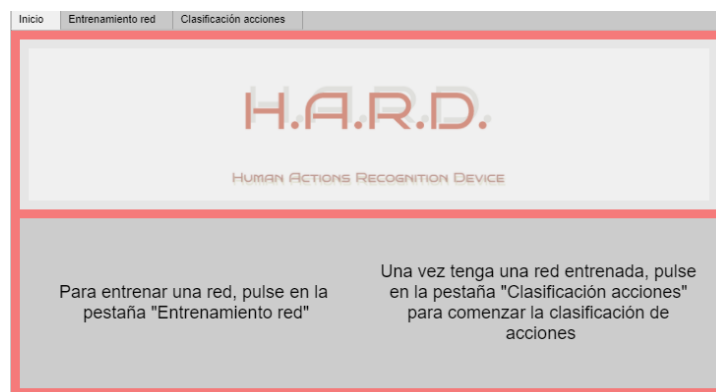 Inicio
Entrenamiento red
Clasificación acciones
H.A.R.D.
Human Actions Recognition Device
Para entrenar una red, pulse en la
pestaña "Entrenamiento red"
Una vez tenga una red entrenada, pulse
en la pestaña "Clasificación acciones"
para comenzar la clasificación de
acciones